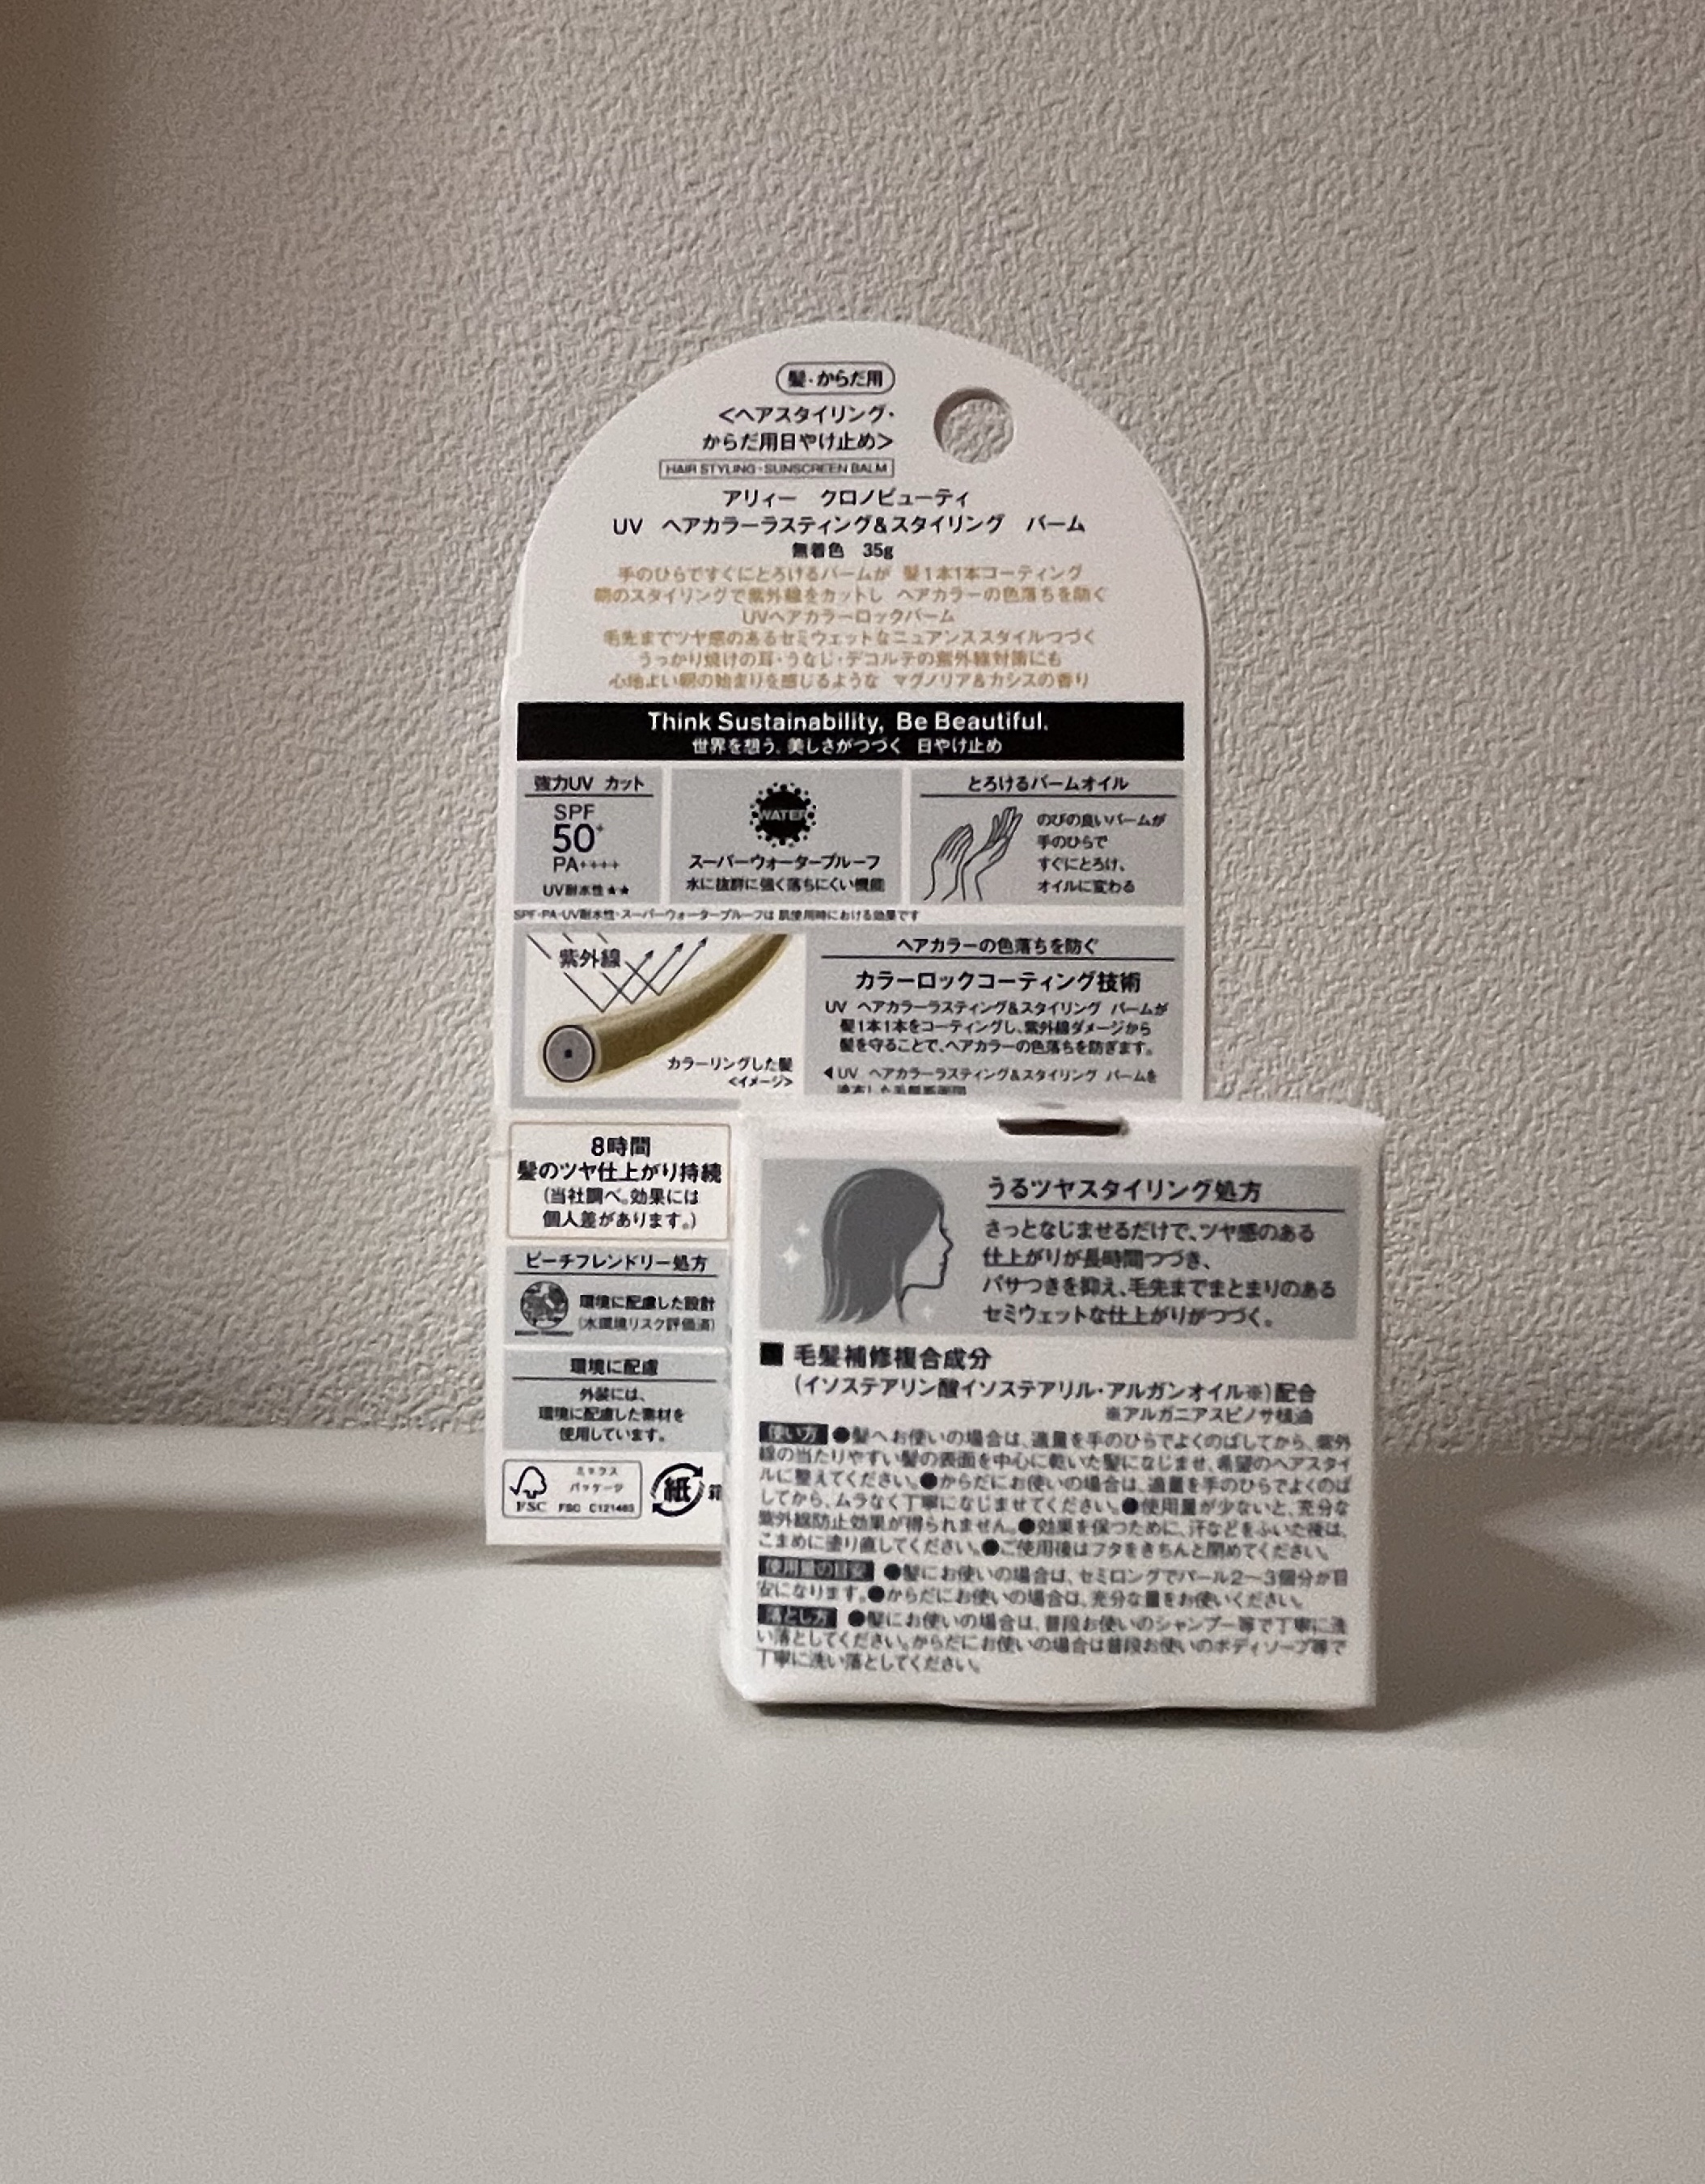 髪・からだ用
<ヘアスタイリング・
からだ用日やけ止め>
HAIR STYLING・SUNSCREEN BALM
アリィー クロノビューティ
UV ヘアカラーラスティング&スタイリング バーム
無着色 35g
手のひらですぐにとろけるバームが 髪1本1本コーティング
朝のスタイリングで紫外線をカットし ヘアカラーの色落ちを防ぐ
UVヘアカラーロックバーム
毛先までツヤ感のあるセミウェットなニュアンススタイルつづく
うっかり焼けの耳・うなじ・デコルテの紫外線対策にも
心地よい朝の始まりを感じるような マグノリア&カシスの香り
Think Sustainability, Be Beautiful.
世界を想う。美しさがつづく 日やけ止め
強力UV カット
SPF
50+
PA++++
UV耐水性★★
WATER
スーパーウォータープルーフ
水に抜群に強く落ちにくい機能
とろけるバームオイル
のびの良いバームが
手のひらで
すぐにとろけ、
オイルに変わる
SPF・PA・UV耐水性・スーパーウォータープルーフは 肌使用時における効果です
紫外線
カラーリングした髪
<イメージ>
ヘアカラーの色落ちを防ぐ
カラーロックコーティング技術
UV ヘアカラーラスティング&スタイリング バームが
髪1本1本をコーティングし、紫外線ダメージから
髪を守ることで、ヘアカラーの色落ちを防ぎます。
◀UV ヘアカラーラスティング&スタイリング バームを
8時間
髪のツヤ仕上がり持続
(当社調べ。効果には
個人差があります。)
ビーチフレンドリー処方
環境に配慮した設計
(水環境リスク評価済)
環境に配慮
外装には、
環境に配慮した素材を
使用しています。
ミックス
パッケージ
FSC
FSC C121483
紙
うるツヤスタイリング処方
さっとなじませるだけで、ツヤ感のある
仕上がりが長時間つづき、
パサつきを抑え、毛先までまとまりのある
セミウェットな仕上がりがつづく。
■ 毛髪補修複合成分
(イソステアリン酸イソステアリル・アルガンオイル※)配合
※アルガニアスピノサ核油
使い方 ●髪へお使いの場合は、適量を手のひらでよくのばしてから、紫外
線の当たりやすい髪の表面を中心に乾いた髪になじませ、希望のヘアスタイ
ルに整えてください。●からだにお使いの場合は、適量を手のひらでよくのば
してから、ムラなく丁寧になじませてください。●使用量が少ないと、充分な
紫外線防止効果が得られません。●効果を保つために、汗などをふいた後は、
こまめに塗り直してください。●ご使用後はフタをきちんと閉めてください。
使用量の目安 ●髪にお使いの場合は、セミロングでパール2〜3個分が目
安になります。●からだにお使いの場合は、充分な量をお使いください。
落とし方 ●髪にお使いの場合は、普段お使いのシャンプー等で丁寧に洗
い落としてください。からだにお使いの場合は普段お使いのボディソープ等で
丁寧に洗い落としてください。